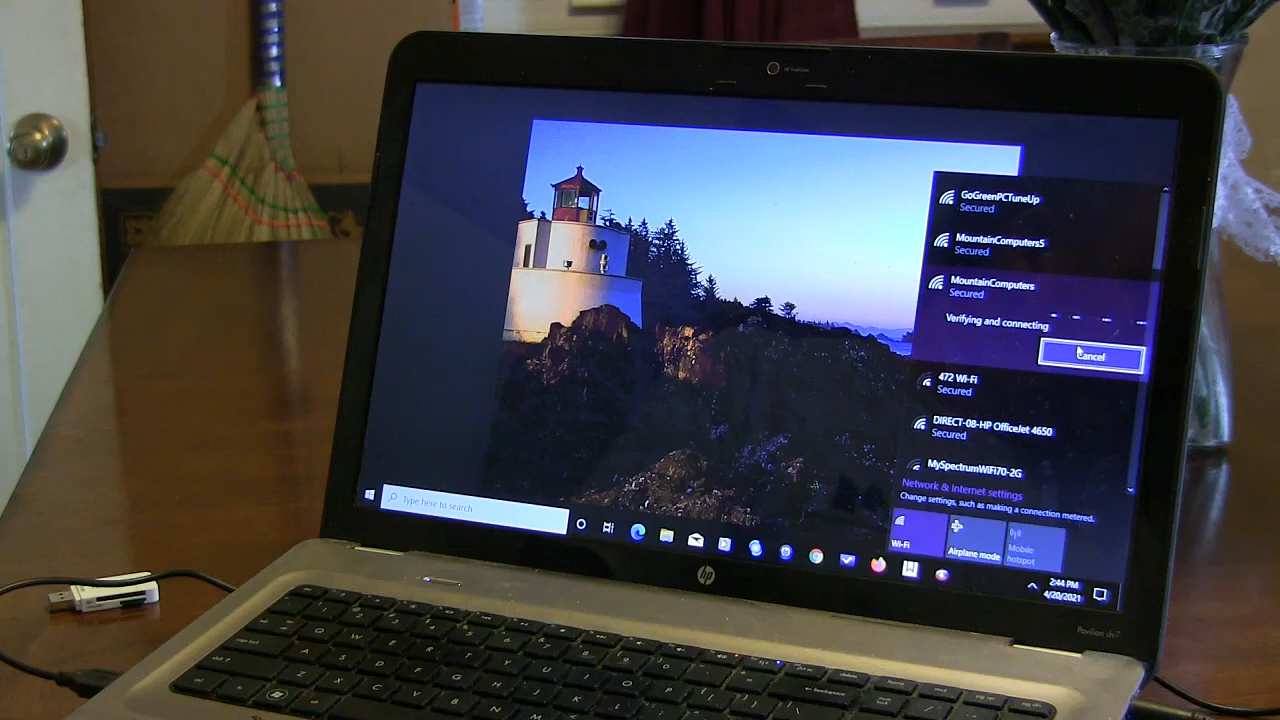 GoGreenPCTuneUp
Secured
MountainComputers5
Secured
MountainComputers
Secured
Verifying and connecting
Cancel
472 Wi-Fi
Secured
DIRECT-08-HP OfficeJet 4650
Secured
MySpectrumWiFi70-2G
Network & Internet settings
Change settings, such as making a connection metered.
Wi-Fi
Airplane mode
Mobile hotspot
Type here to search
2:44 PM
4/20/2021
hp
Pavilion dv7